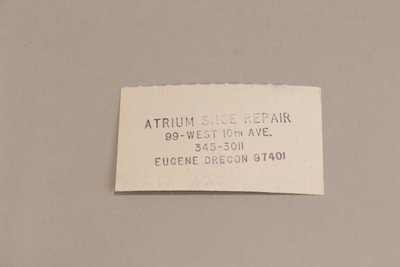 ATRIUM SHOE REPAIR
99-WEST 10TH AVE.
345-3011
EUGENE OREGON 97401